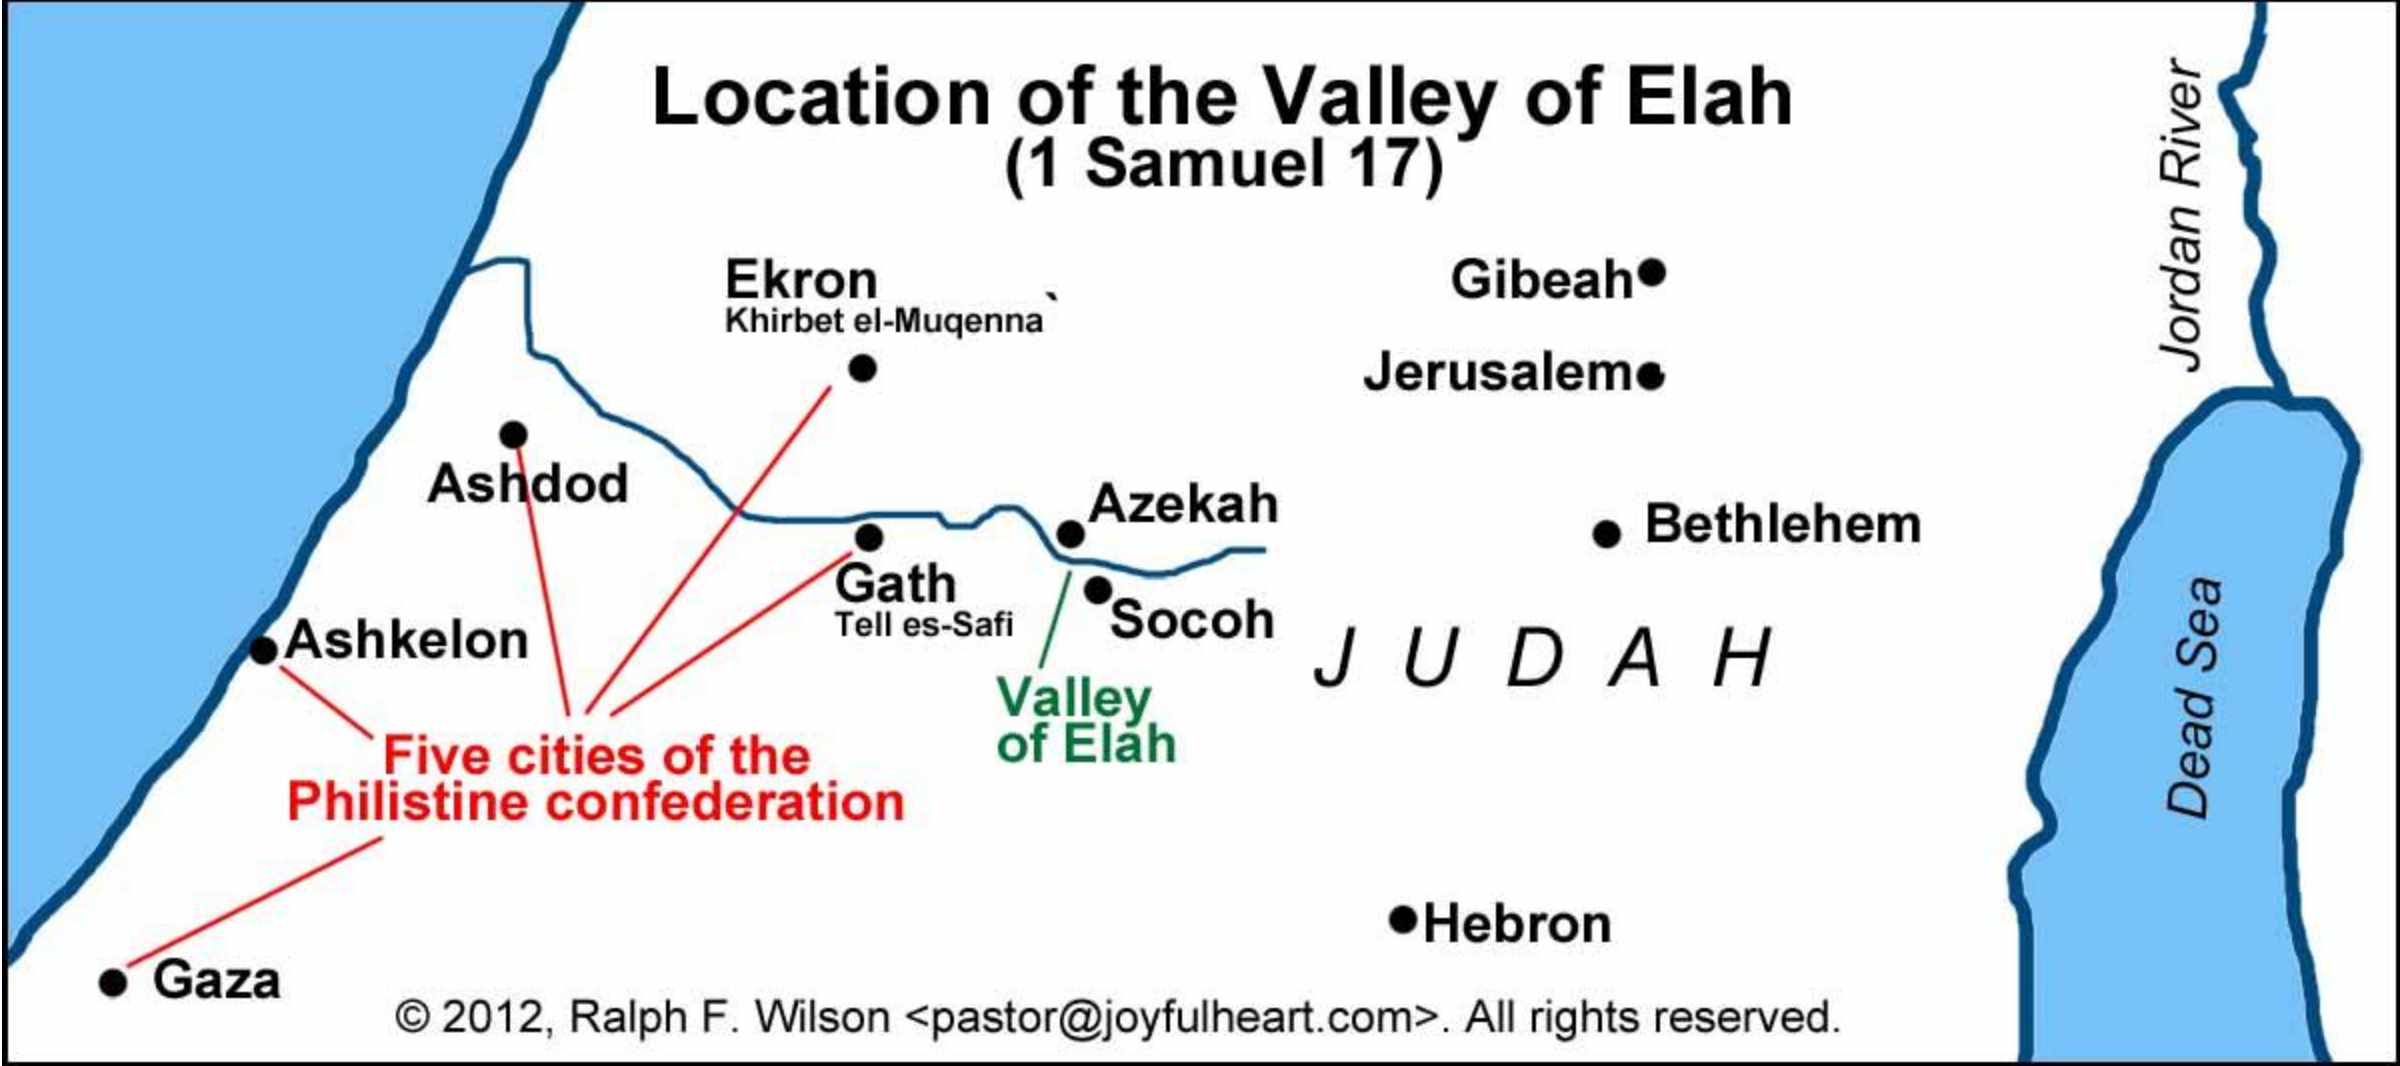 Location of the Valley of Elah
(1 Samuel 17)
Jordan River
Ekron
Khirbet el-Muqenna`
Gibeah
Jerusalem
Ashdod
Azekah
Bethlehem
Gath
Tell es-Safi
Socoh
Ashkelon
JUDAH
Dead Sea
Valley
of Elah
Five cities of the
Philistine confederation
Hebron
Gaza
© 2012, Ralph F. Wilson <pastor@joyfulheart.com>. All rights reserved.